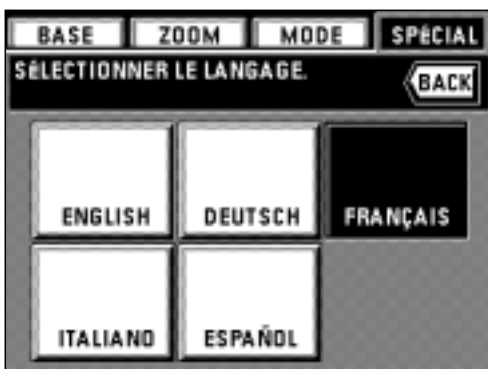 BASE ZOOM MODE SPÉCIAL
SÉLECTIONNER LE LANGAGE.
BACK
ENGLISH DEUTSCH FRANÇAIS
ITALIANO ESPAÑOL